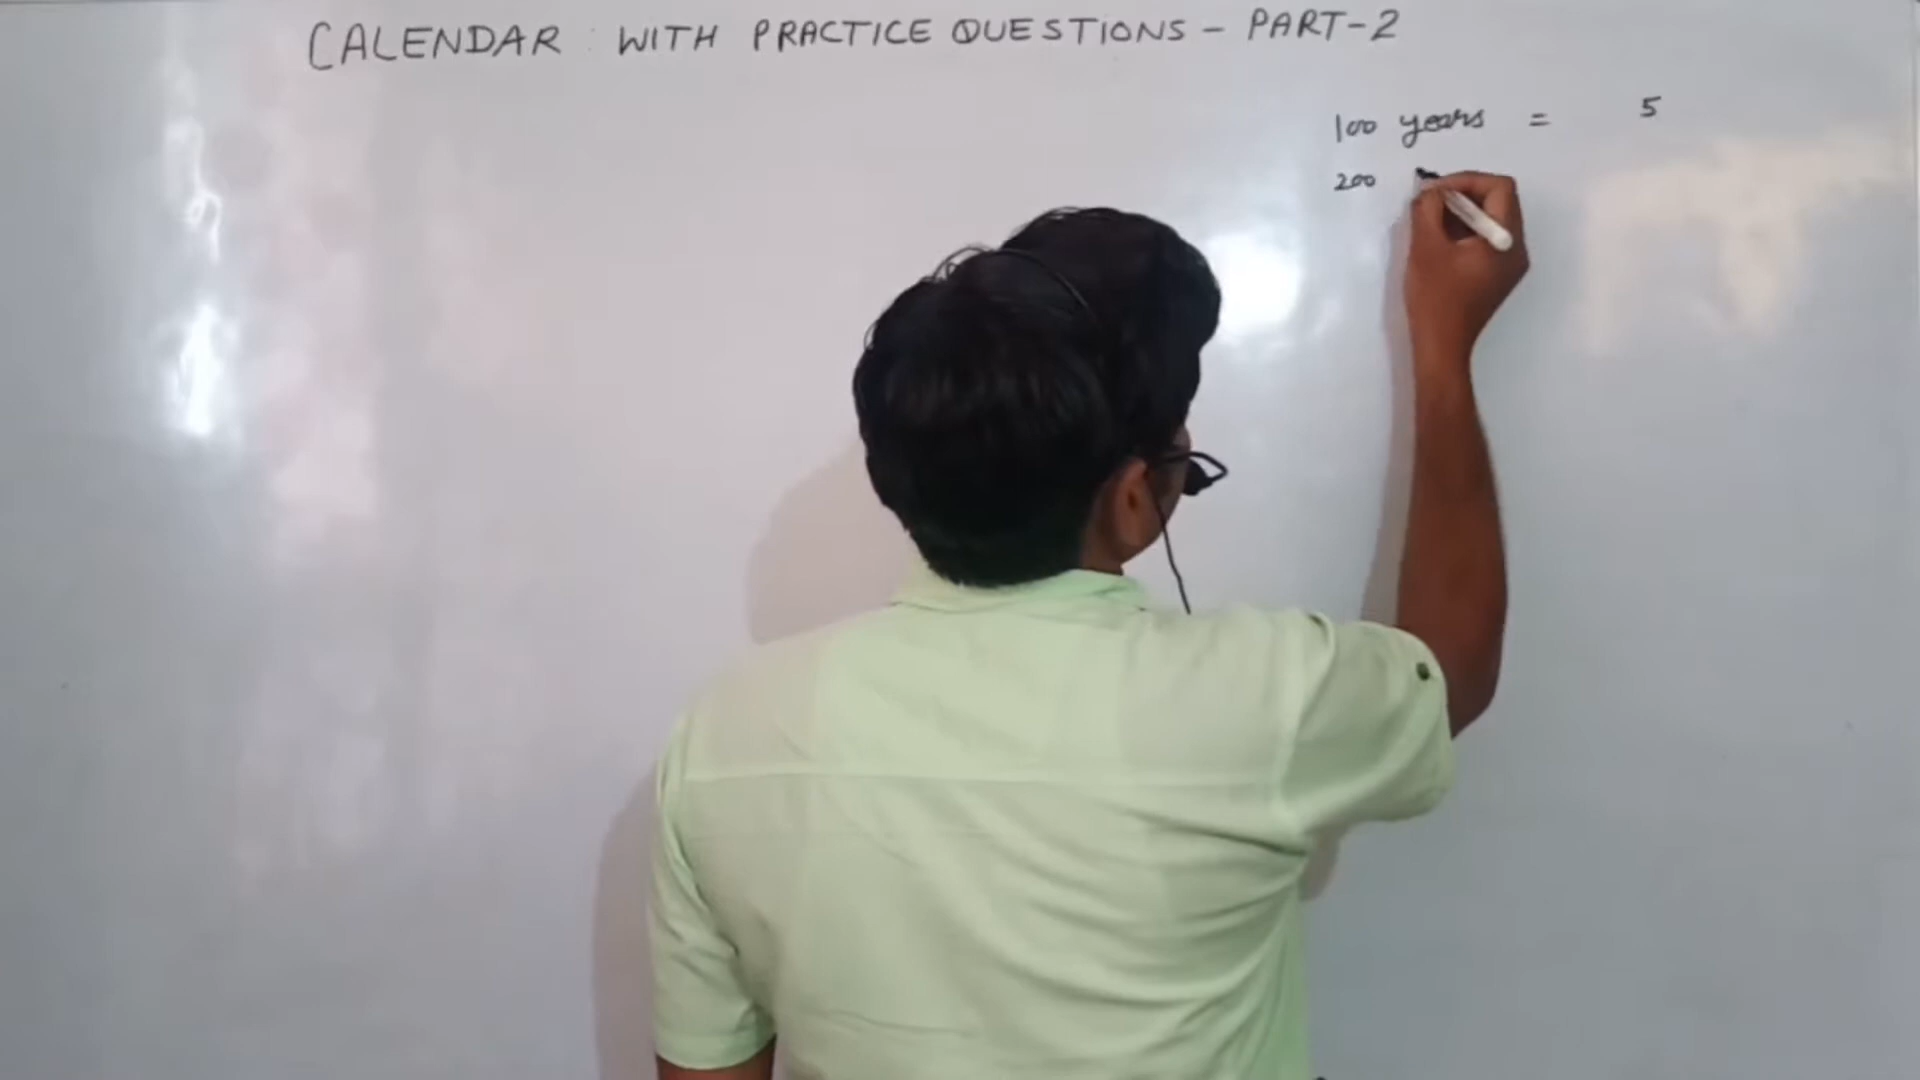 CALENDAR : WITH PRACTICE QUESTIONS - PART-2
100 years = 5
200